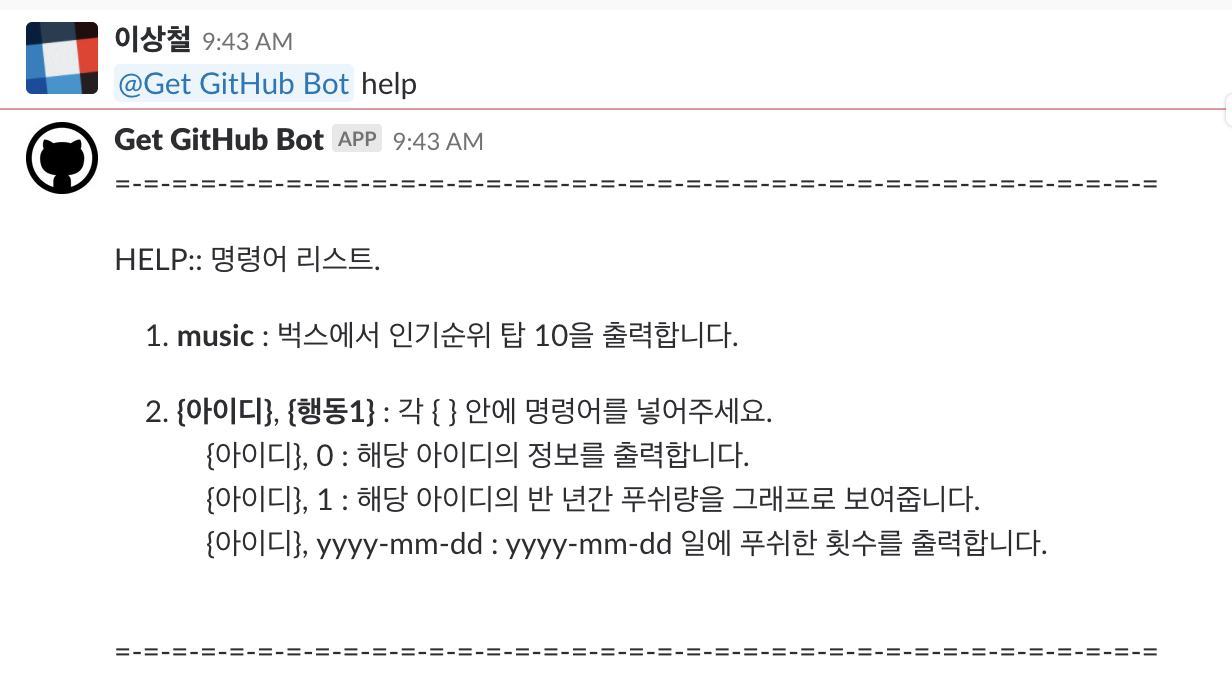 이상철 9:43 AM
@Get GitHub Bot help
Get GitHub Bot APP 9:43 AM
=-=-=-=-=-=-=-=-=-=-=-=-=-=-=-=-=-=-=-=-=-=-=-=-=-=-=-=-=-=-=-=-=-=-=-=-=
HELP:: 명령어 리스트.
1. music : 벅스에서 인기순위 탑 10을 출력합니다.
2. {아이디}, {행동1} : 각 { } 안에 명령어를 넣어주세요.
{아이디}, 0 : 해당 아이디의 정보를 출력합니다.
{아이디}, 1 : 해당 아이디의 반 년간 푸쉬량을 그래프로 보여줍니다.
{아이디}, yyyy-mm-dd : yyyy-mm-dd 일에 푸쉬한 횟수를 출력합니다.
=-=-=-=-=-=-=-=-=-=-=-=-=-=-=-=-=-=-=-=-=-=-=-=-=-=-=-=-=-=-=-=-=-=-=-=-=